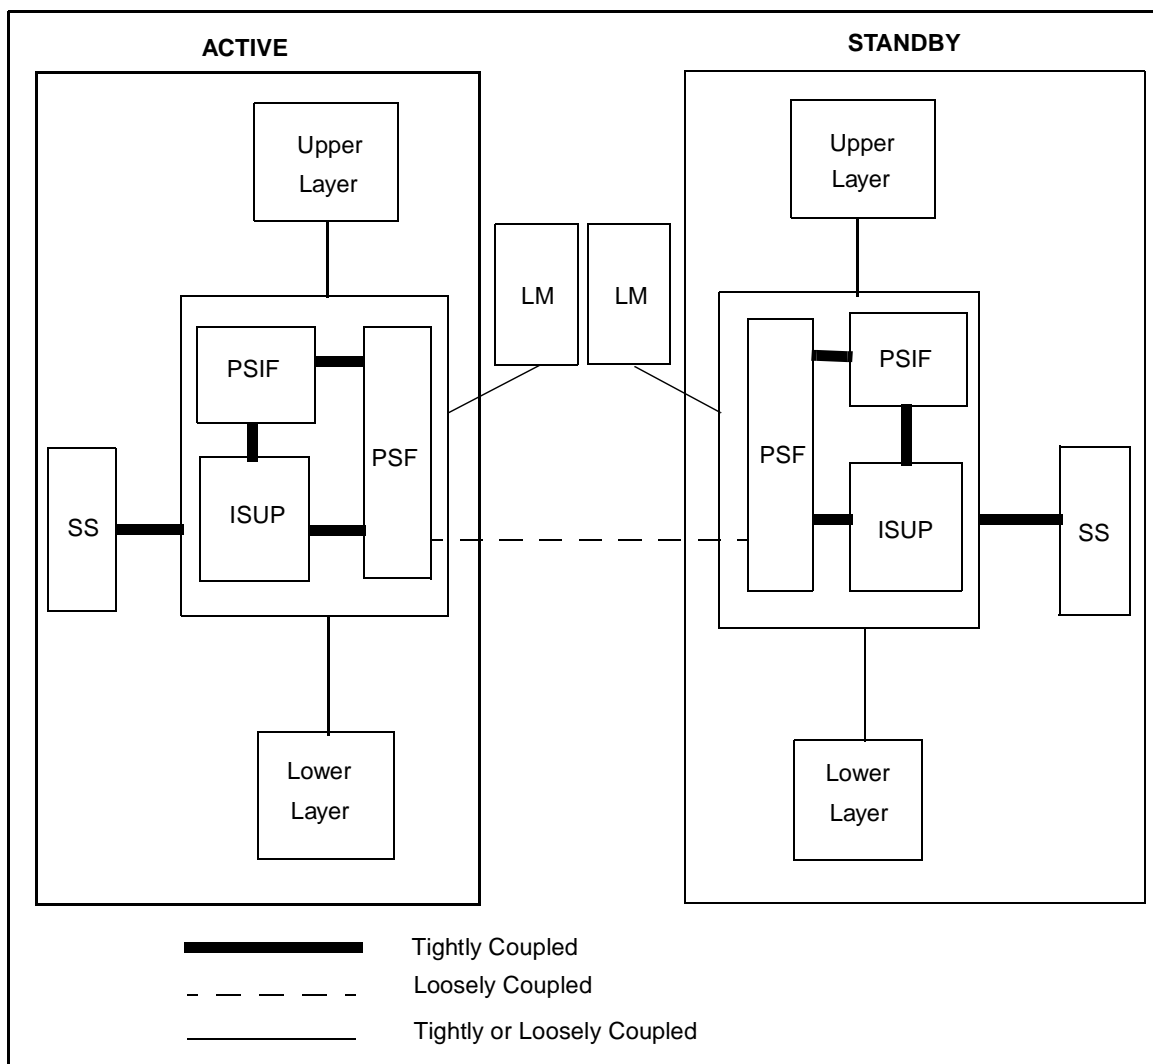 ACTIVE
STANDBY
Upper
Layer
Upper
Layer
LM
LM
PSIF
PSF
ISUP
SS
PSIF
PSF
ISUP
SS
Lower
Layer
Lower
Layer
Tightly Coupled
Loosely Coupled
Tightly or Loosely Coupled